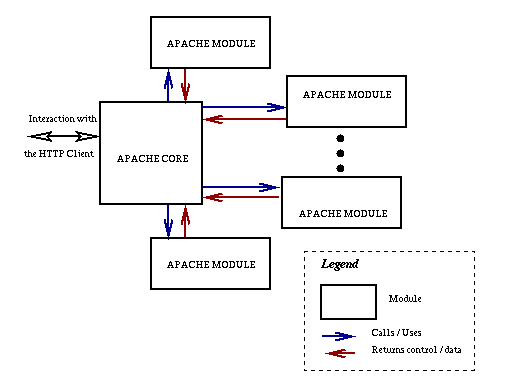 APACHE MODULE
APACHE MODULE
Interaction with
the HTTP Client
APACHE CORE
APACHE MODULE
APACHE MODULE
Legend
Module
Calls / Uses
Returns control / data